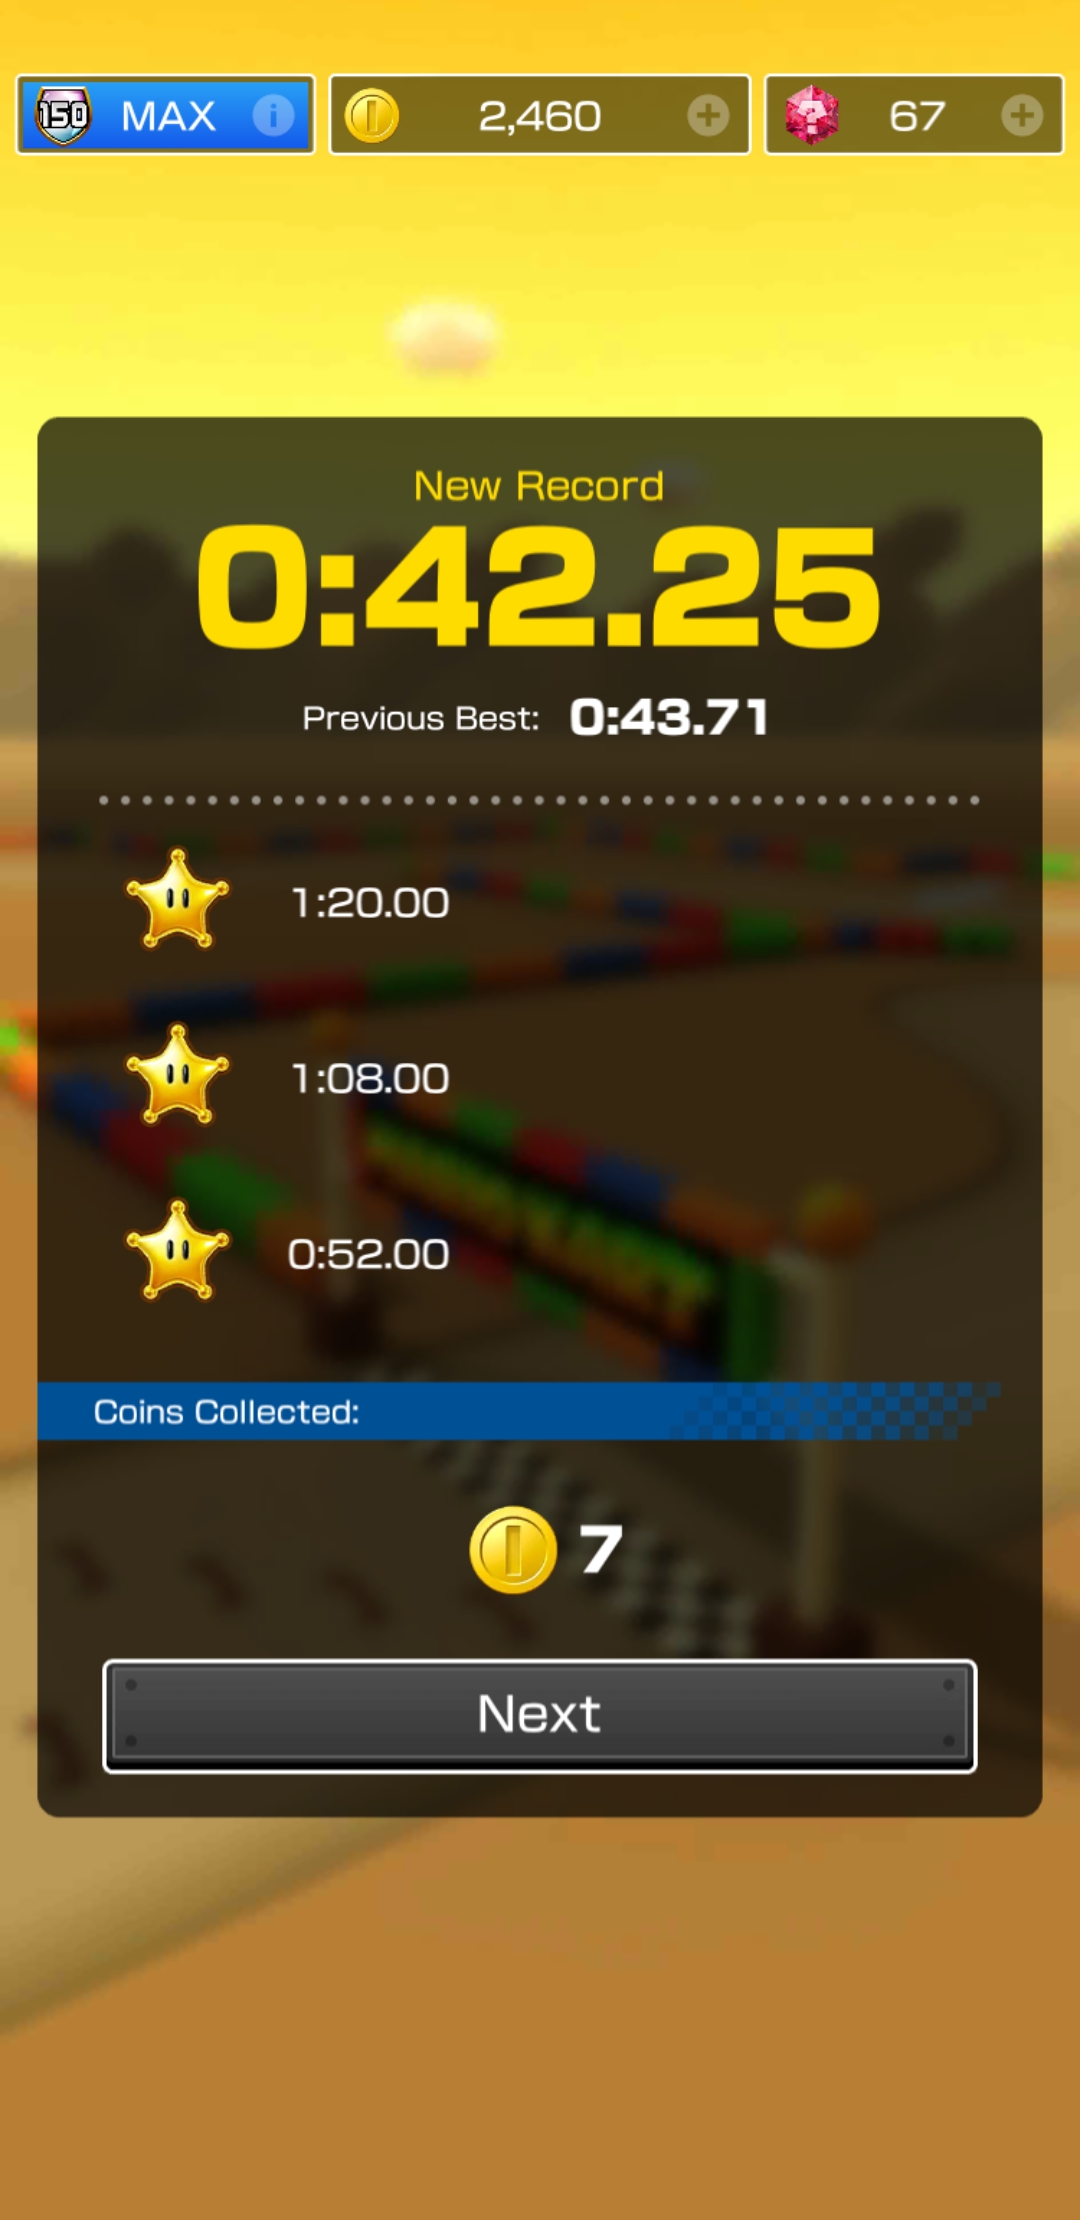 150 MAX i 2,460 + ? 67 +
New Record
0:42.25
Previous Best: 0:43.71
1:20.00
1:08.00
0:52.00
Coins Collected:
7
Next